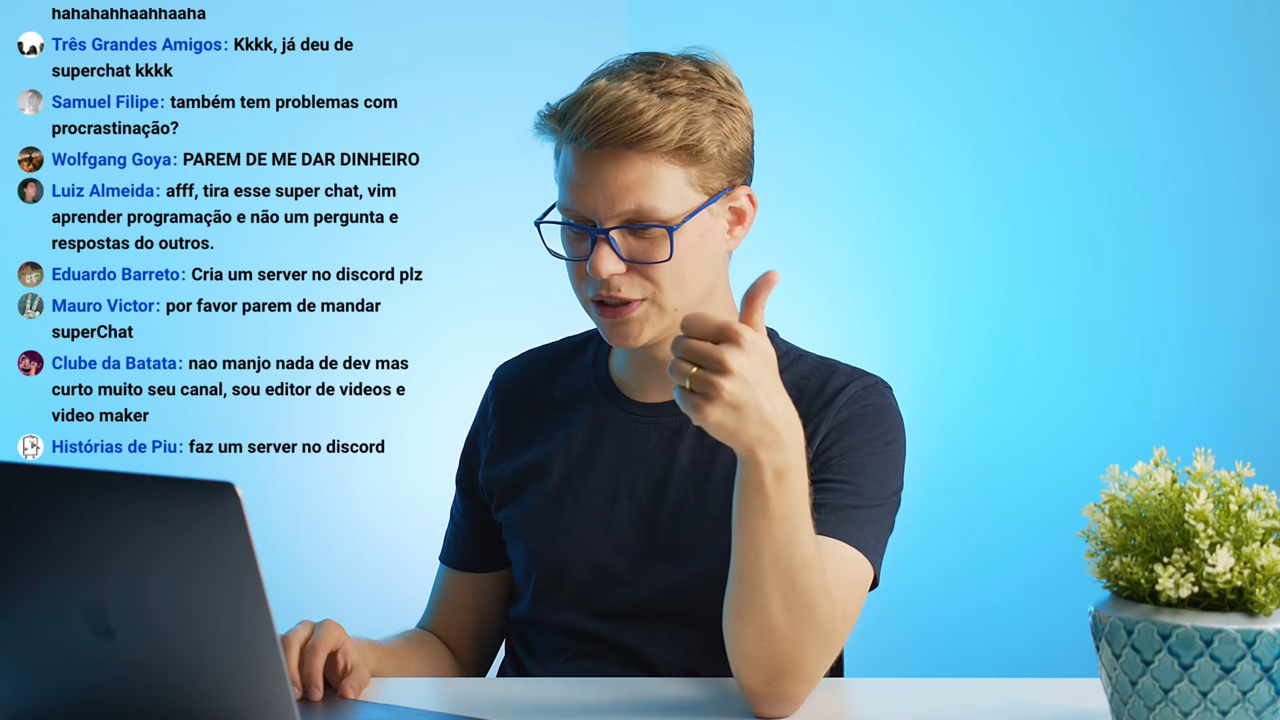 hahahahhaahhaaha
Três Grandes Amigos: Kkkk, já deu de
superchat kkkk
Samuel Filipe: também tem problemas com
procrastinação?
Wolfgang Goya: PAREM DE ME DAR DINHEIRO
Luiz Almeida: afff, tira esse super chat, vim
aprender programação e não um pergunta e
respostas do outros.
Eduardo Barreto: Cria um server no discord plz
Mauro Victor: por favor parem de mandar
superChat
Clube da Batata: nao manjo nada de dev mas
curto muito seu canal, sou editor de videos e
video maker
Histórias de Piu: faz um server no discord